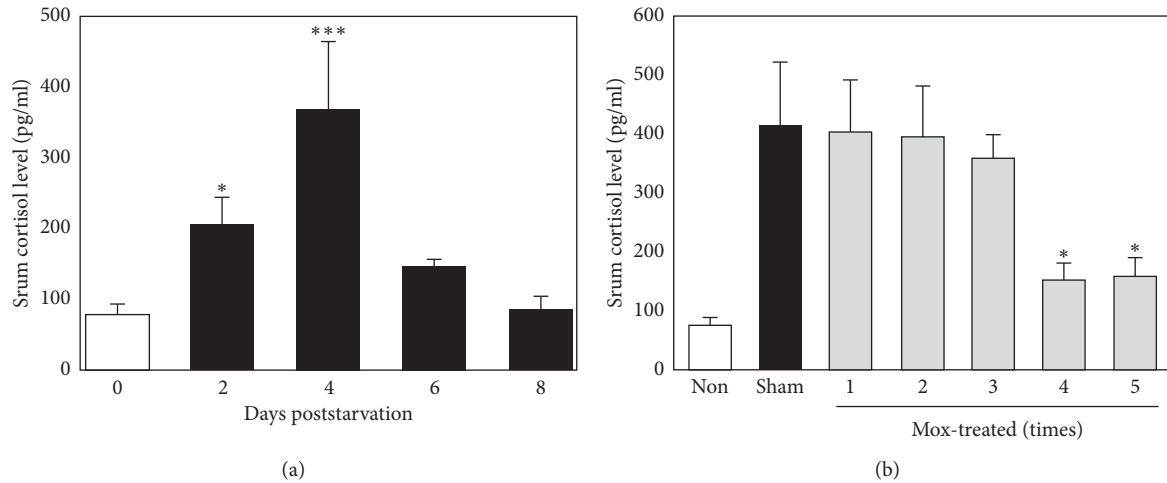 500
400
300
200
100
0
Srum cortisol level (pg/ml)
*
***
0 2 4 6 8
Days poststarvation
(a)
600
500
400
300
200
100
0
Srum cortisol level (pg/ml)
* *
Non Sham 1 2 3 4 5
Mox-treated (times)
(b)